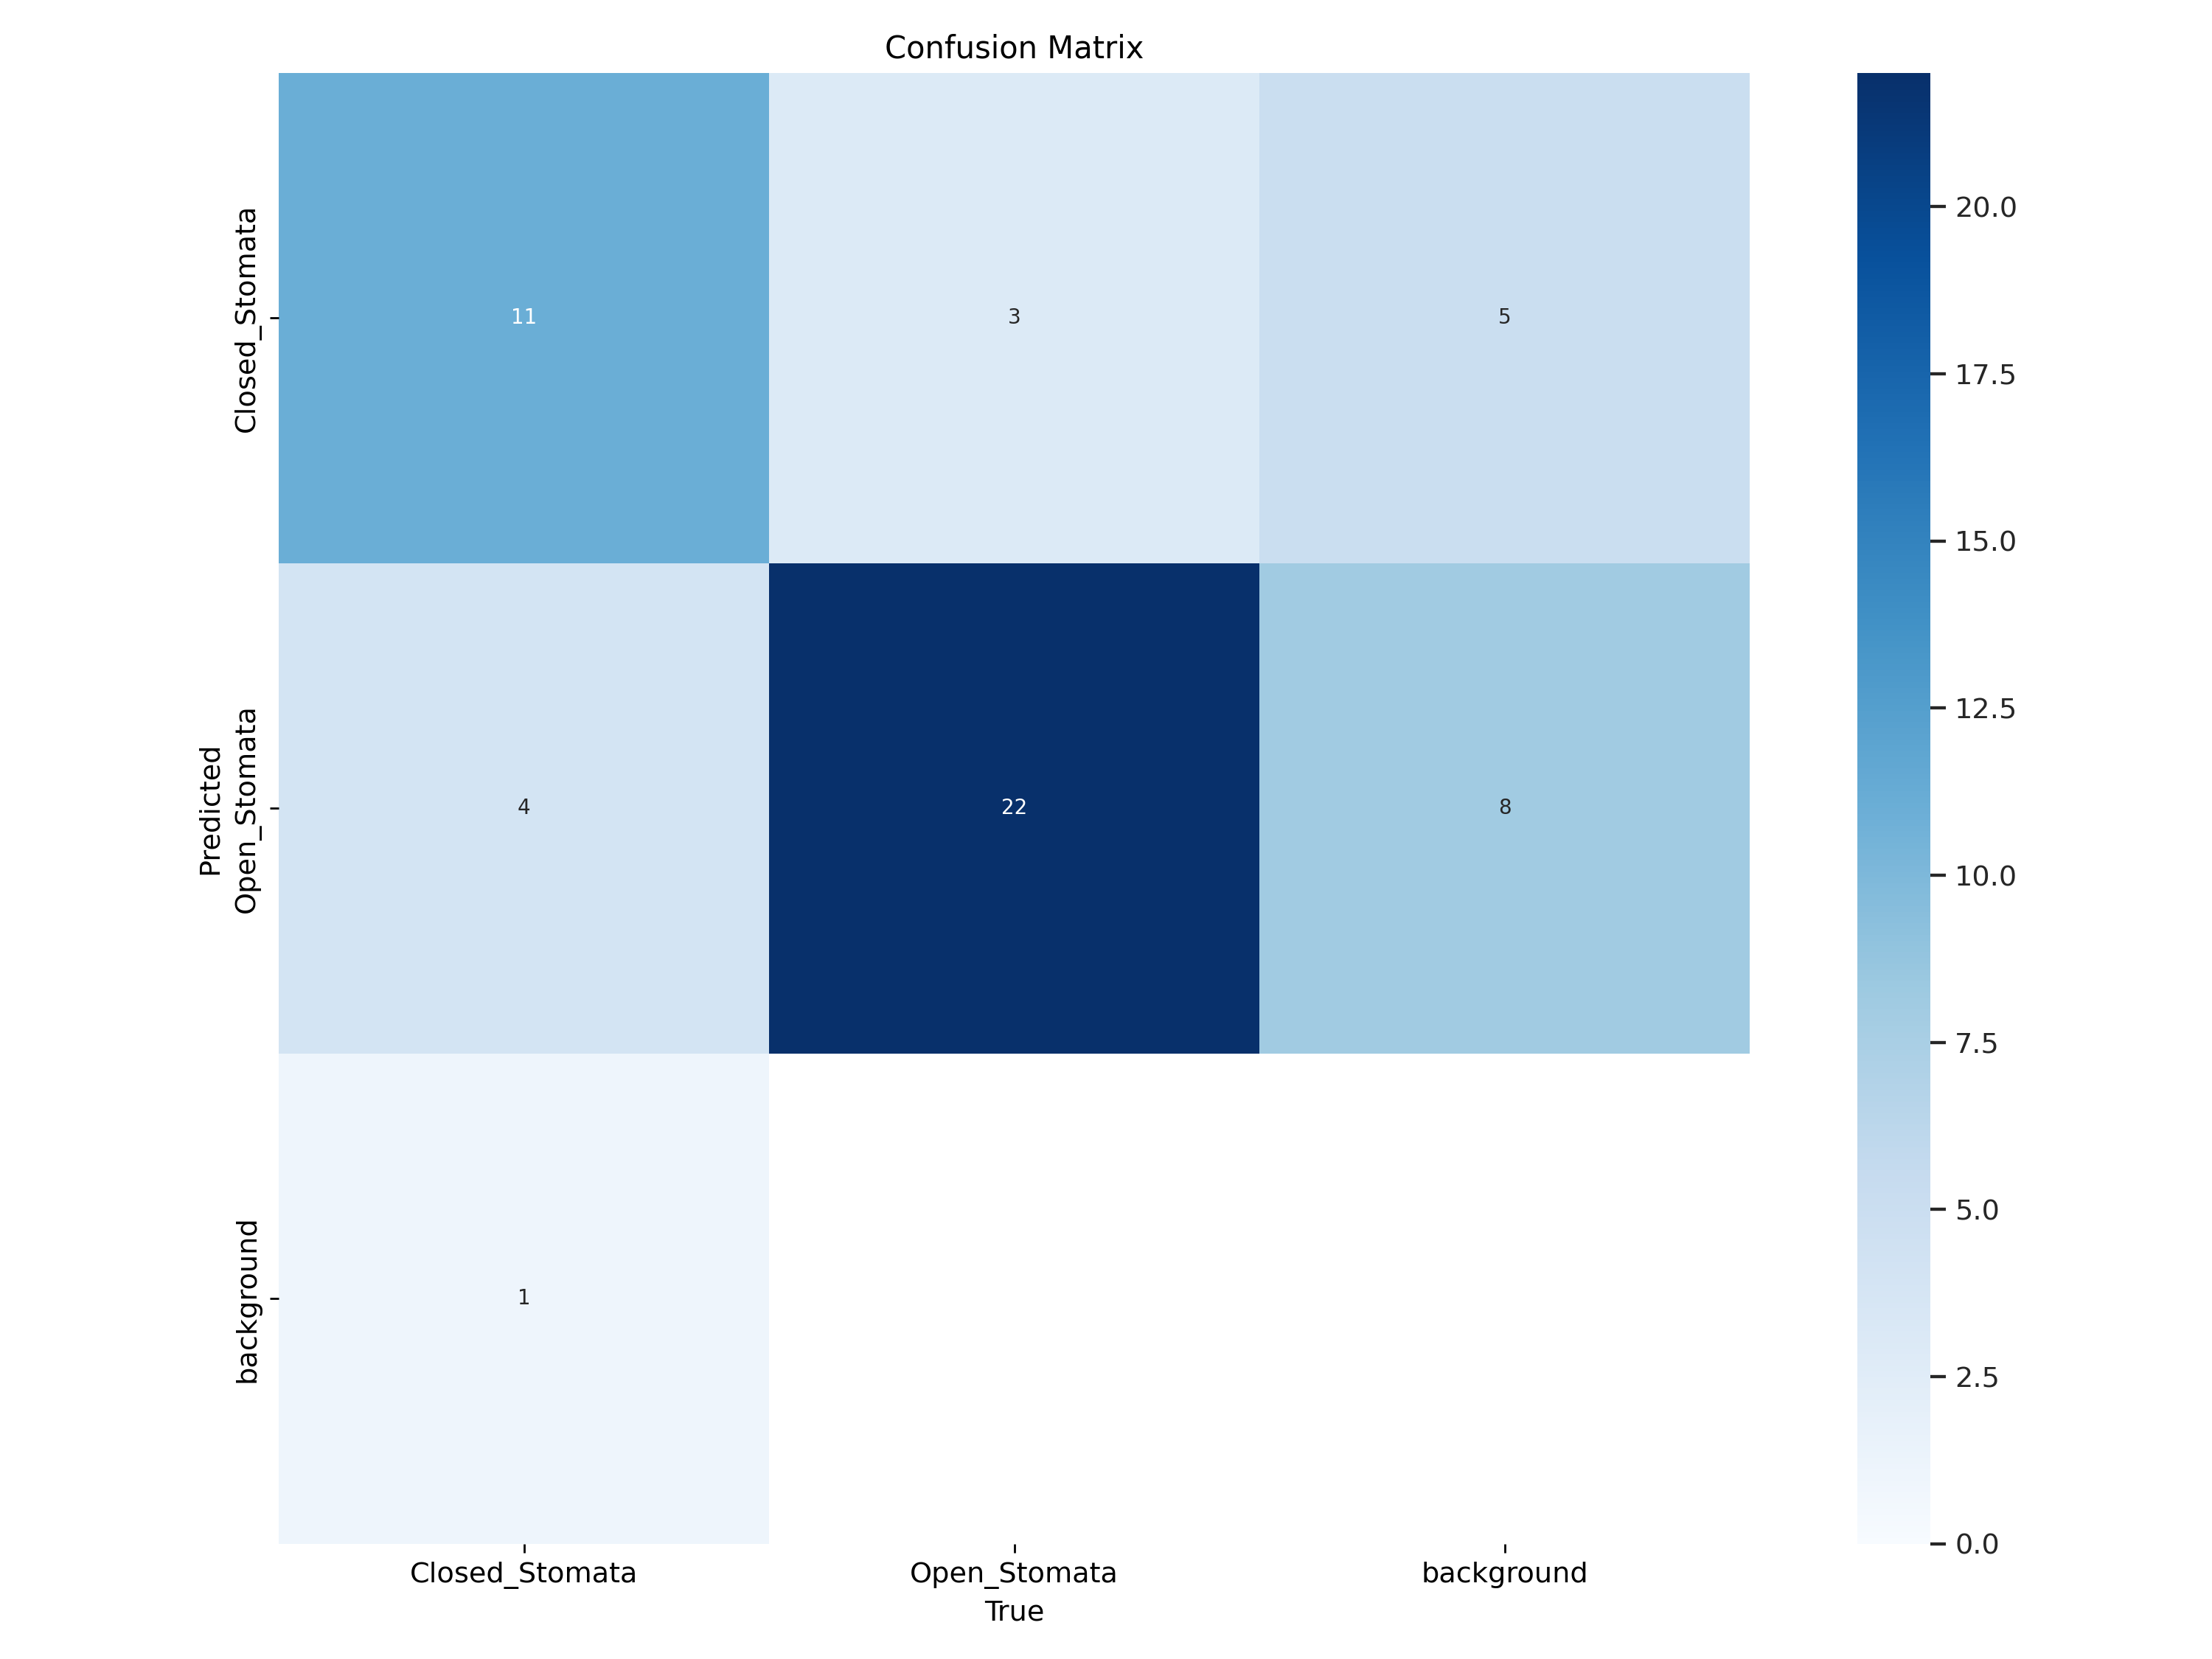 Confusion Matrix
Closed_Stomata
11
3
5
Predicted
Open_Stomata
4
22
8
background
1
Closed_Stomata
Open_Stomata
background
True
20.0
17.5
15.0
12.5
10.0
7.5
5.0
2.5
0.0